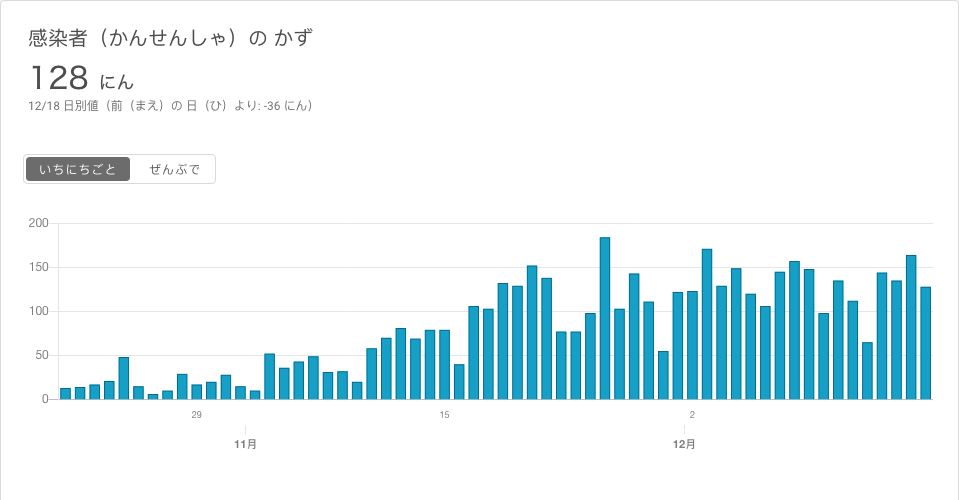 感染者（かんせんしゃ）の かず
128 にん
12/18 日別値（前（まえ）の 日（ひ）より: -36 にん）
いちにちごと ぜんぶで
200
150
100
50
0
29 15 2
11月 12月